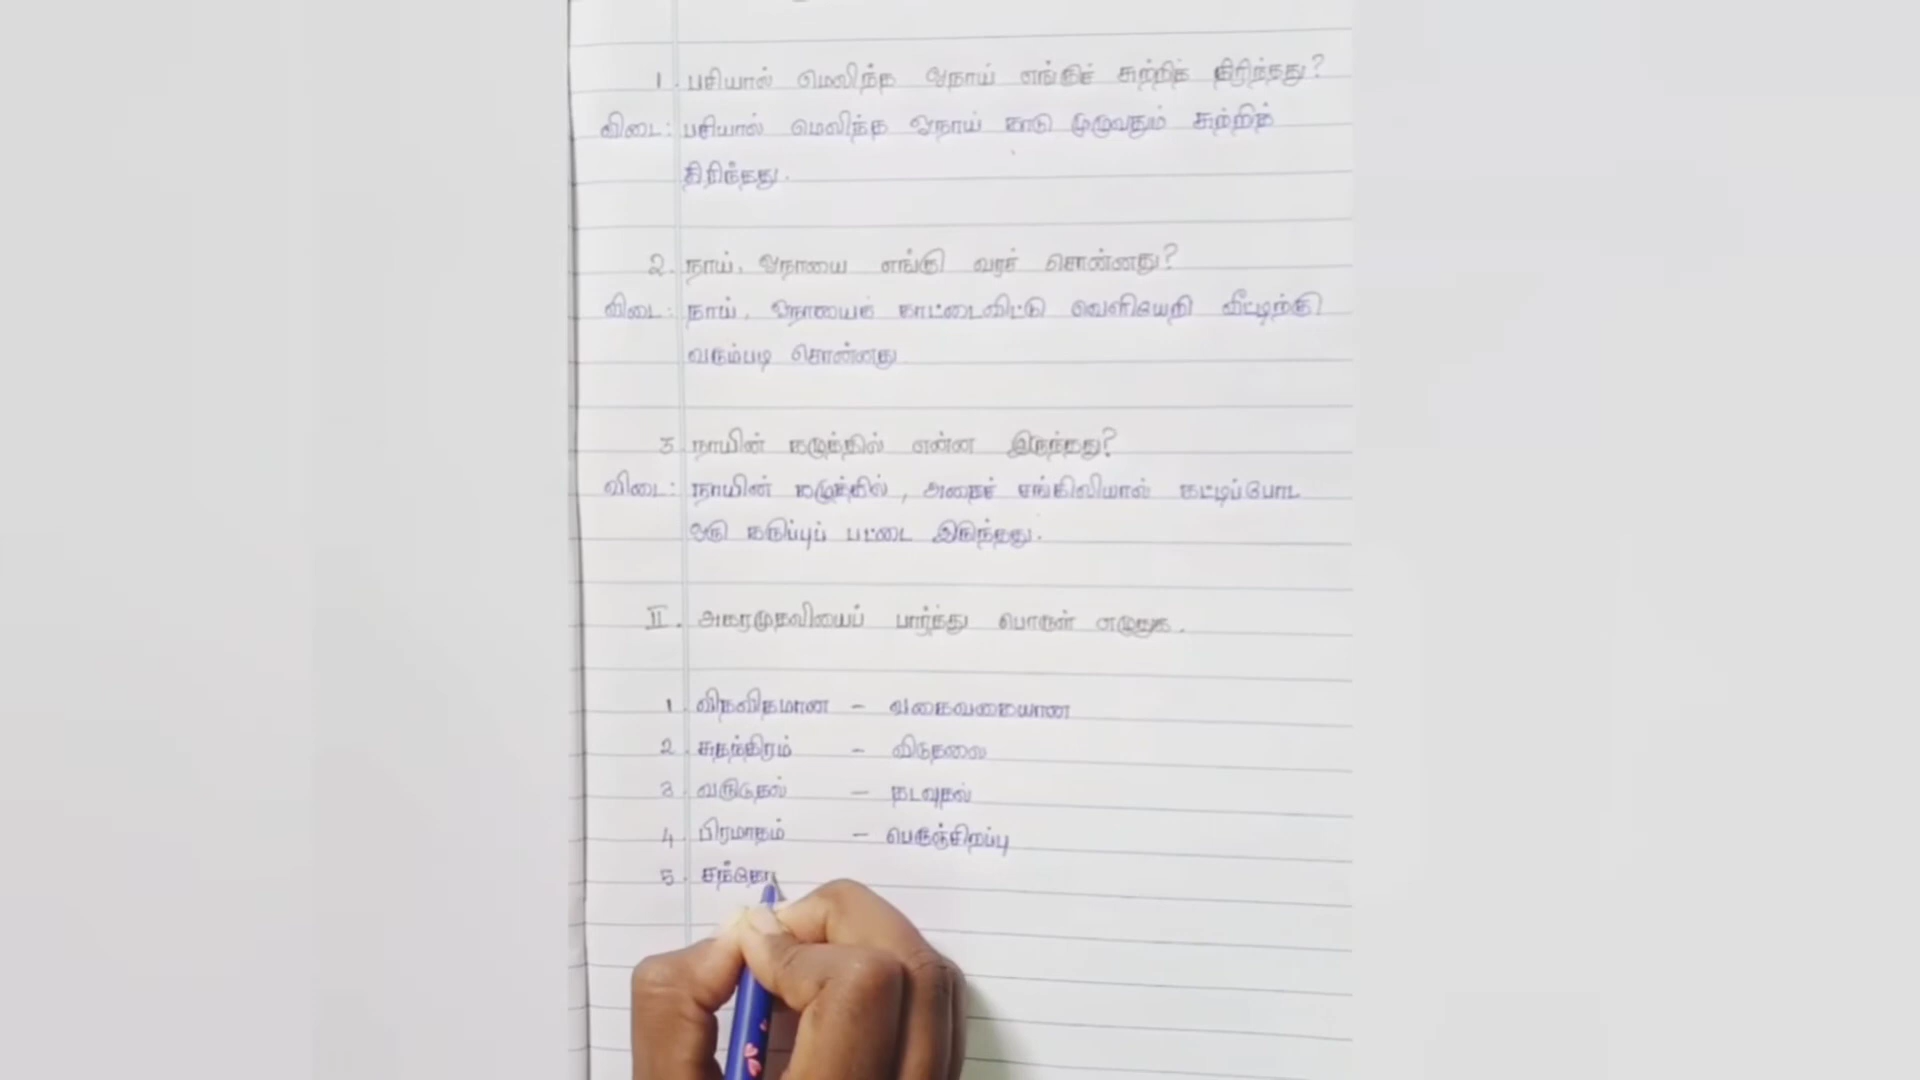 1. பசியால் மெலிந்த ஓநாய் எங்குச் சுற்றித் திரிந்தது?
விடை: பசியால் மெலிந்த ஓநாய் காடு முழுவதும் சுற்றித்
திரிந்தது.
2. நாய், ஓநாயை எங்கு வரச் சொன்னது?
விடை: நாய், ஓநாயைக் காட்டைவிட்டு வெளியேறி வீட்டிற்கு
வரும்படி சொன்னது
3. நாயின் கழுத்தில் என்ன இருந்தது?
விடை: நாயின் கழுத்தில், அதைச் சங்கிலியால் கட்டிப்போட
ஒரு கருப்புப் பட்டை இருந்தது.
II. அகரமுதலியைப் பார்த்து பொருள் எழுதுக.
1. விதவிதமான - வகைவகையான
2. சுதந்திரம் - விடுதலை
3. வருடுதல் - தடவுதல்
4. பிரமாதம் - பெருஞ்சிறப்பு
5. சந்தோ